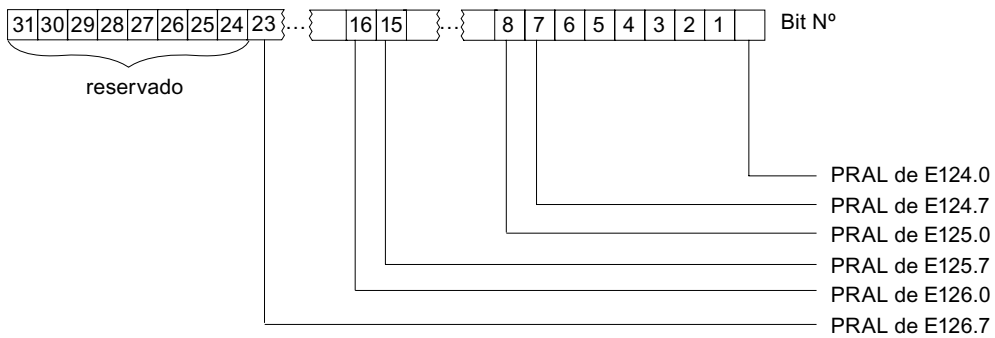 31 30 29 28 27 26 25 24 23 ... 16 15 ... 8 7 6 5 4 3 2 1 Bit Nº
reservado
PRAL de E124.0
PRAL de E124.7
PRAL de E125.0
PRAL de E125.7
PRAL de E126.0
PRAL de E126.7